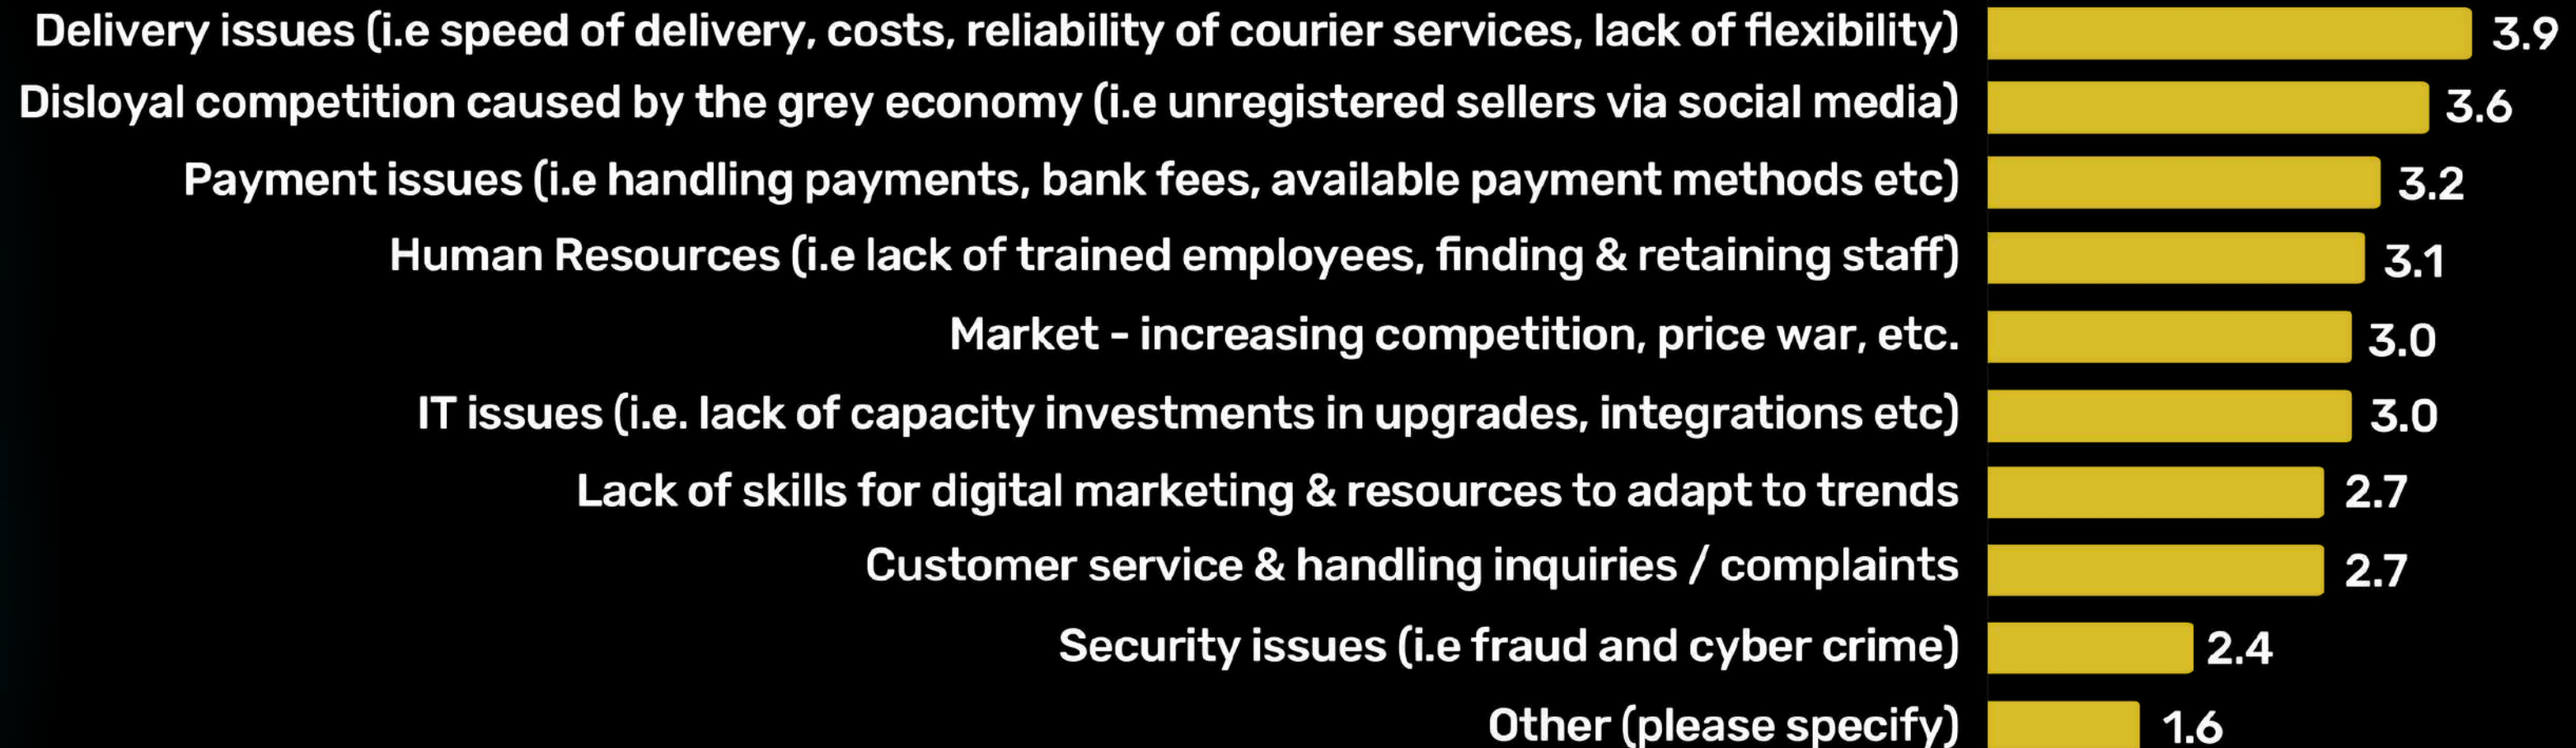 Delivery issues (i.e speed of delivery, costs, reliability of courier services, lack of flexibility) 3.9
Disloyal competition caused by the grey economy (i.e unregistered sellers via social media) 3.6
Payment issues (i.e handling payments, bank fees, available payment methods etc) 3.2
Human Resources (i.e lack of trained employees, finding & retaining staff) 3.1
Market - increasing competition, price war, etc. 3.0
IT issues (i.e. lack of capacity investments in upgrades, integrations etc) 3.0
Lack of skills for digital marketing & resources to adapt to trends 2.7
Customer service & handling inquiries / complaints 2.7
Security issues (i.e fraud and cyber crime) 2.4
Other (please specify) 1.6